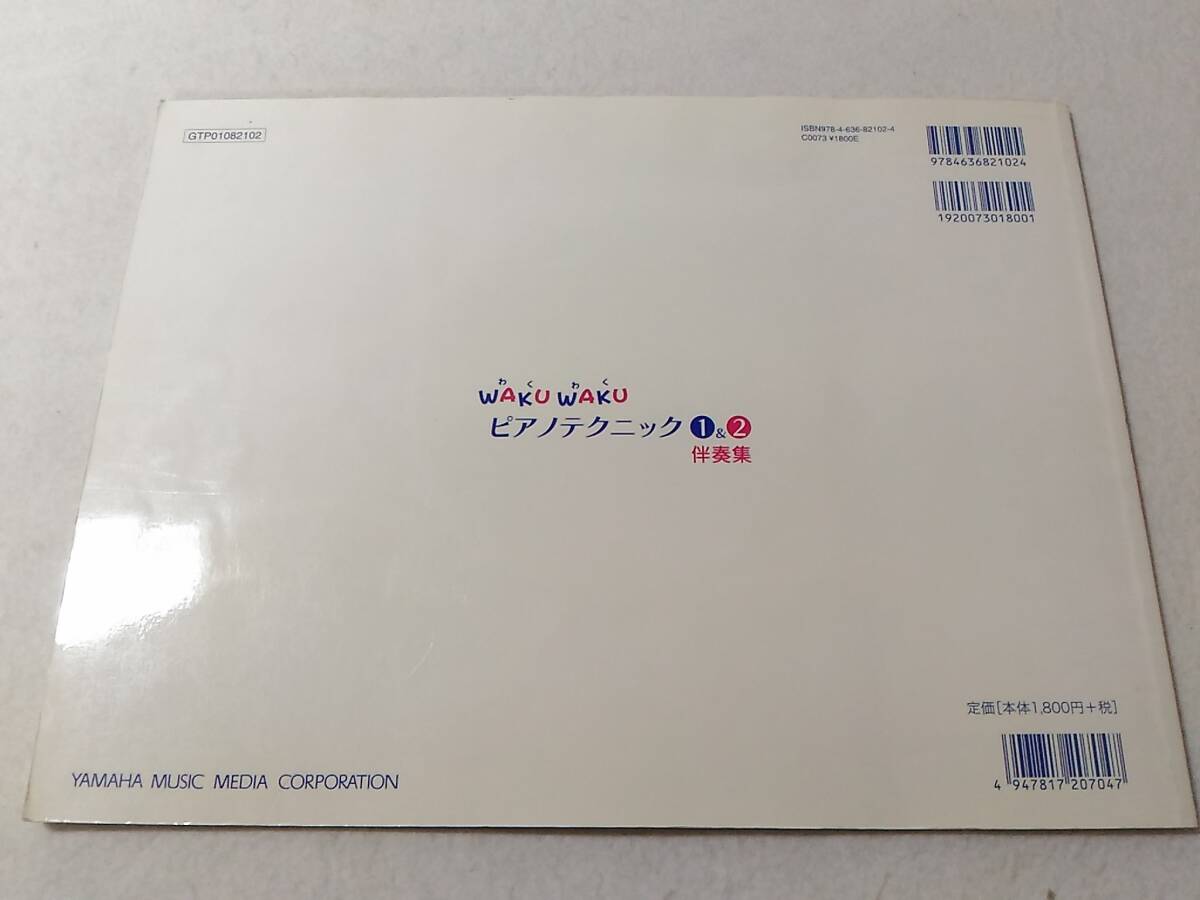 GTP01082102
ISBN978-4-636-82102-4
C0073 ¥1800E
9784636821024
1920073018001
わく わく
WAKU WAKU
ピアノテクニック 1 & 2
伴奏集
定価[本体1,800円+税]
4 947817 207047
YAMAHA MUSIC MEDIA CORPORATION